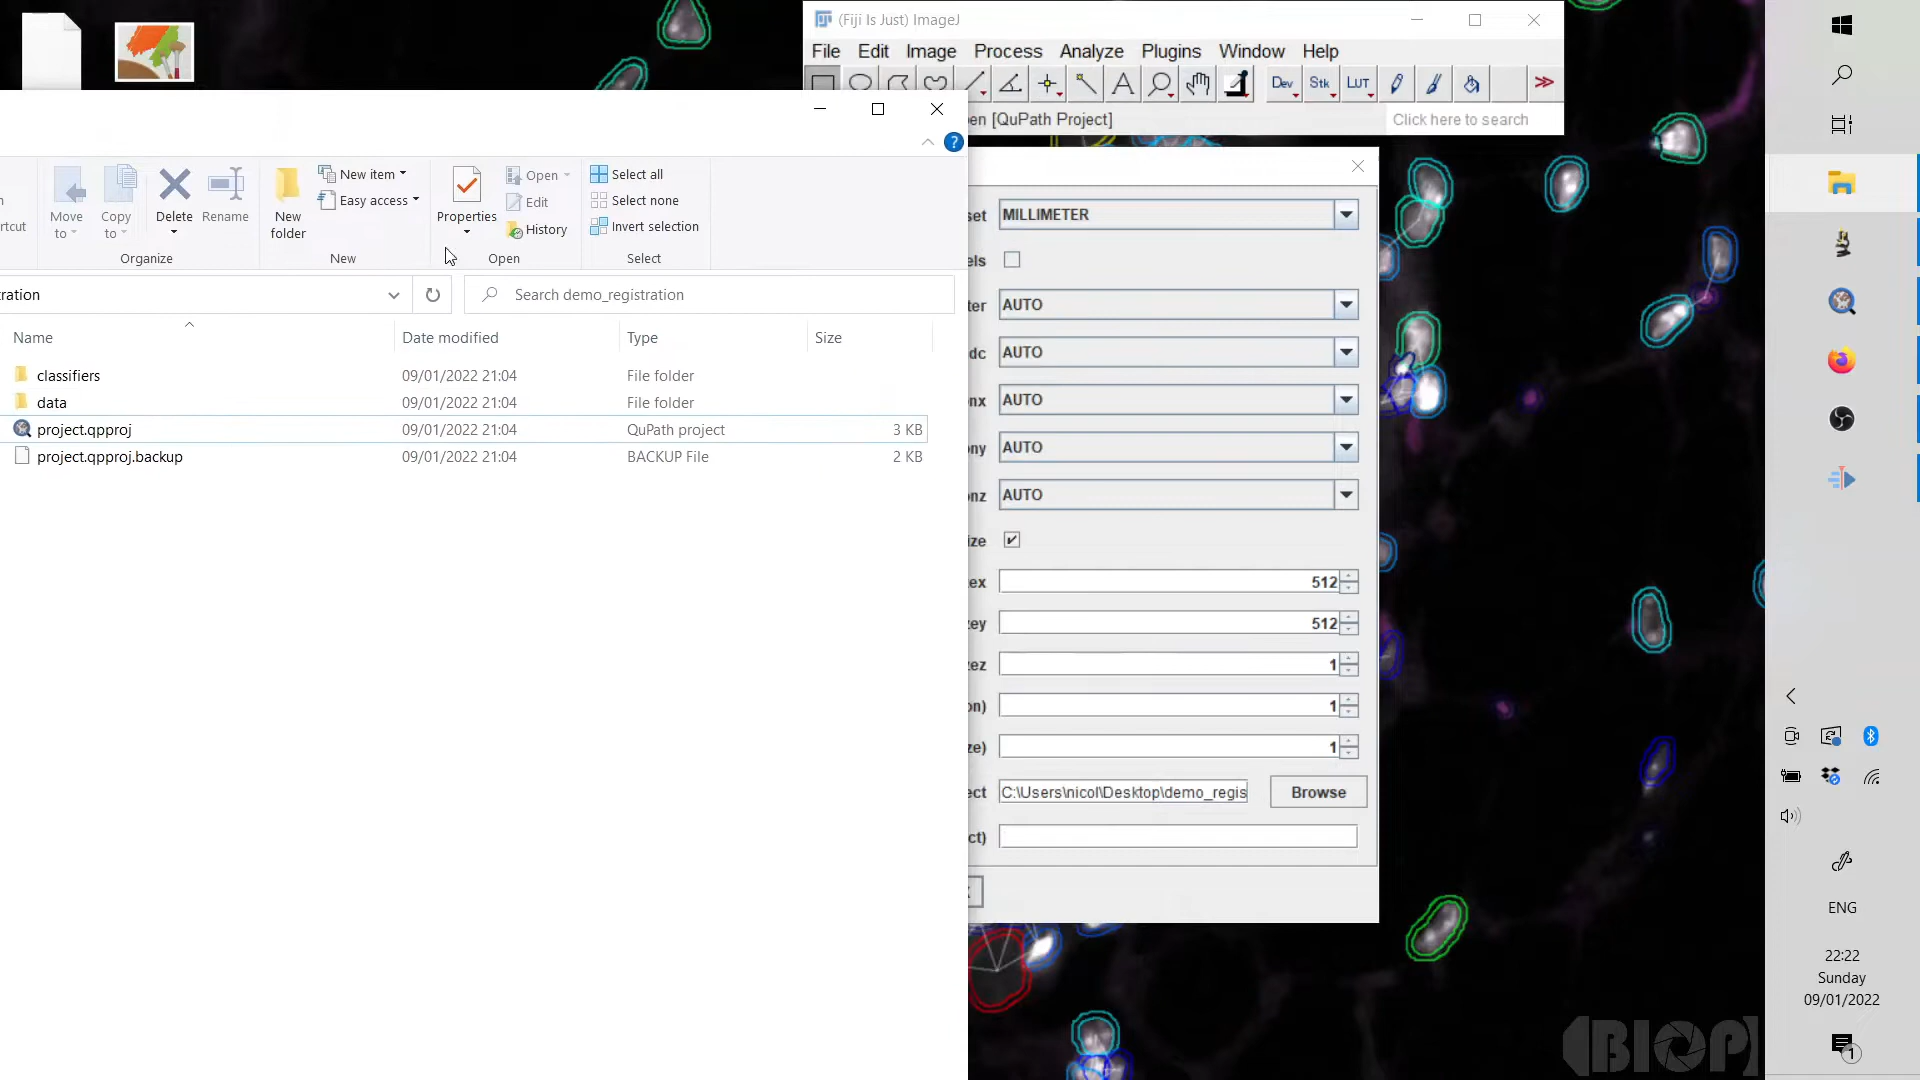 (Fiji Is Just) ImageJ
File Edit Image Process Analyze Plugins Window Help
Dev Stk LUT
en [QuPath Project]
Click here to search
Move to
Copy to
Delete
Rename
New folder
New item
Easy access
Properties
Open
Edit
History
Select all
Select none
Invert selection
rtcut
Organize
New
Open
Select
ration
Search demo_registration
Name Date modified Type Size
classifiers 09/01/2022 21:04 File folder
data 09/01/2022 21:04 File folder
project.qpproj 09/01/2022 21:04 QuPath project 3 KB
project.qpproj.backup 09/01/2022 21:04 BACKUP File 2 KB
set MILLIMETER
els
ter AUTO
dc AUTO
onx AUTO
ony AUTO
onz AUTO
ize
ex 512
zey 512
zez 1
on) 1
ze) 1
ect C:\Users\nicol\Desktop\demo_regis Browse
ct)
ENG
22:22
Sunday
09/01/2022
1
BIOP